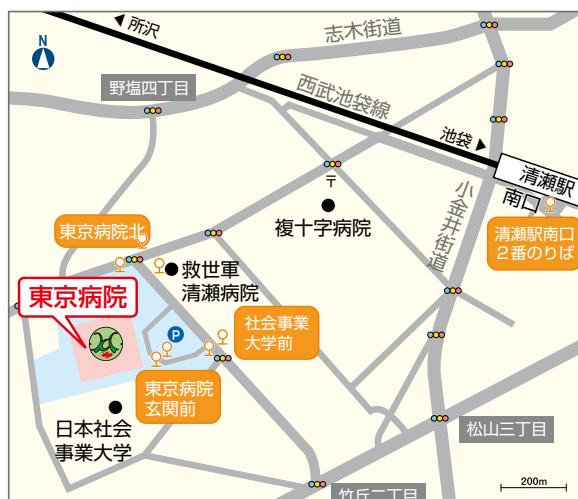 所沢
志木街道
N
野塩四丁目
西武池袋線
池袋
清瀬駅
南口
〒
複十字病院
小金井街道
清瀬駅南口
2番のりば
東京病院北
救世軍
清瀬病院
東京病院
P
社会事業
大学前
東京病院
玄関前
日本社会
事業大学
松山三丁目
竹丘二丁目
200m